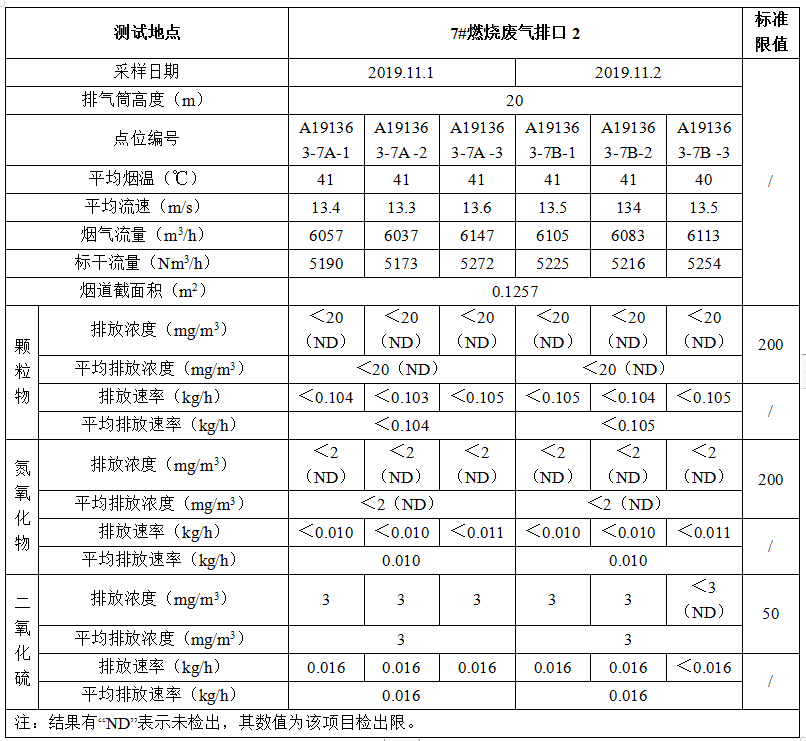 测试地点 7#燃烧废气排口 2 标准限值
采样日期 2019.11.1 2019.11.2 /
排气筒高度（m） 20
点位编号 A191363-7A-1 A191363-7A -2 A191363-7A -3 A191363-7B-1 A191363-7B-2 A191363-7B -3
平均烟温（℃） 41 41 41 41 41 40
平均流速（m/s） 13.4 13.3 13.6 13.5 134 13.5
烟气流量（m³/h） 6057 6037 6147 6105 6083 6113
标干流量（Nm³/h） 5190 5173 5272 5225 5216 5254
烟道截面积（m²） 0.1257
颗粒物 排放浓度（mg/m³） ＜20（ND） ＜20（ND） ＜20（ND） ＜20（ND） ＜20（ND） ＜20（ND） 200
平均排放浓度（mg/m³） ＜20（ND） ＜20（ND）
排放速率（kg/h） ＜0.104 ＜0.103 ＜0.105 ＜0.105 ＜0.104 ＜0.105 /
平均排放速率（kg/h） ＜0.104 ＜0.105
氮氧化物 排放浓度（mg/m³） ＜2（ND） ＜2（ND） ＜2（ND） ＜2（ND） ＜2（ND） ＜2（ND） 200
平均排放浓度（mg/m³） ＜2（ND） ＜2（ND）
排放速率（kg/h） ＜0.010 ＜0.010 ＜0.011 ＜0.010 ＜0.010 ＜0.011 /
平均排放速率（kg/h） 0.010 0.010
二氧化硫 排放浓度（mg/m³） 3 3 3 3 3 ＜3（ND） 50
平均排放浓度（mg/m³） 3 3
排放速率（kg/h） 0.016 0.016 0.016 0.016 0.016 ＜0.016 /
平均排放速率（kg/h） 0.016 0.016
注：结果有“ND”表示未检出，其数值为该项目检出限。